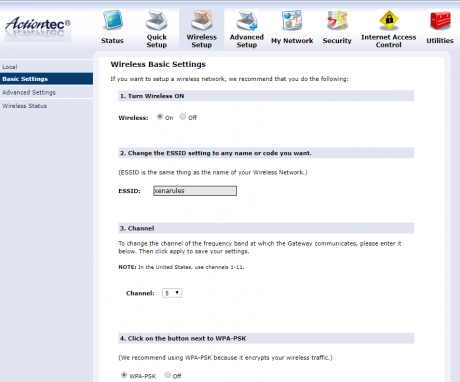 Actiontec®
Status
Quick Setup
Wireless Setup
Advanced Setup
My Network
Security
Internet Access Control
Utilities
Local
Basic Settings
Advanced Settings
Wireless Status
Wireless Basic Settings
If you want to setup a wireless network, we recommend that you do the following:
1. Turn Wireless ON
Wireless: On Off
2. Change the ESSID setting to any name or code you want.
(ESSID is the same thing as the name of your Wireless Network.)
ESSID: xenarules
3. Channel
To change the channel of the frequency band at which the Gateway communicates, please enter it
below. Then click apply to save your settings.
NOTE: In the United States, use channels 1-11.
Channel: 5
4. Click on the button next to WPA-PSK
(We recommend using WPA-PSK because it encrypts your wireless traffic.)
WPA-PSK Off